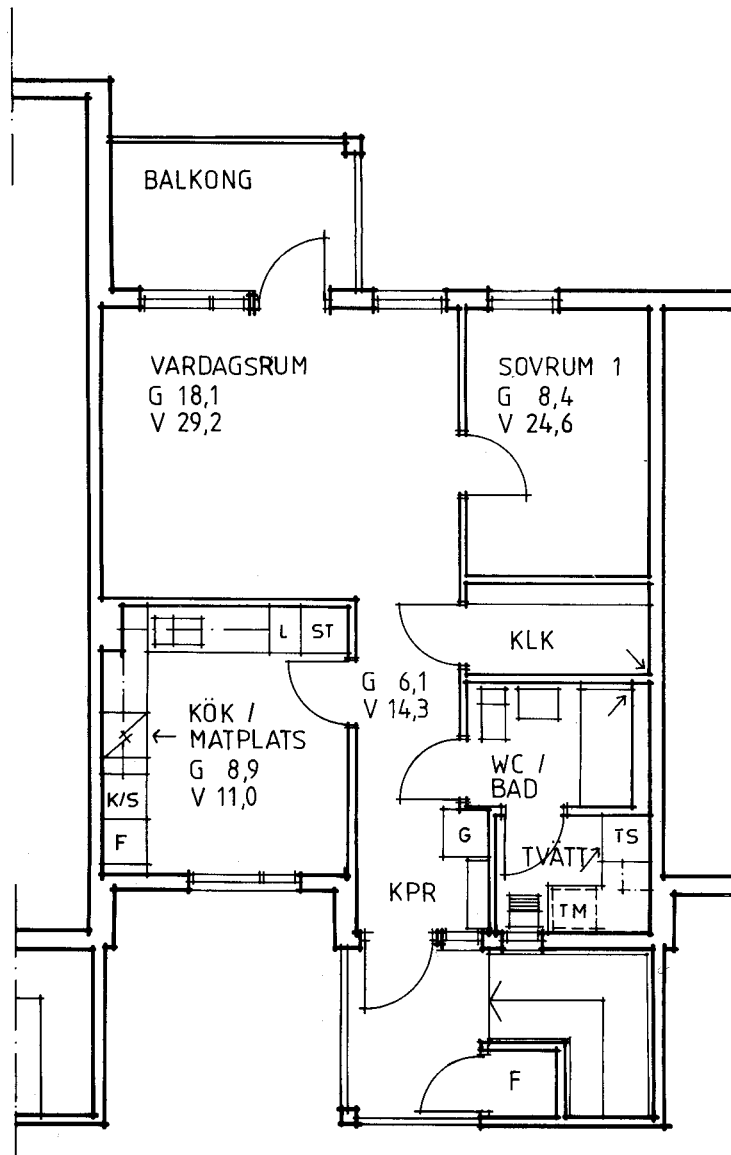 BALKONG
VARDAGSRUM
G 18,1
V 29,2
SOVRUM 1
G 8,4
V 24,6
L
ST
KLK
G 6,1
V 14,3
KÖK /
MATPLATS
G 8,9
V 11,0
K/S
F
WC /
BAD
G
TS
TVÄTT
TM
KPR
F